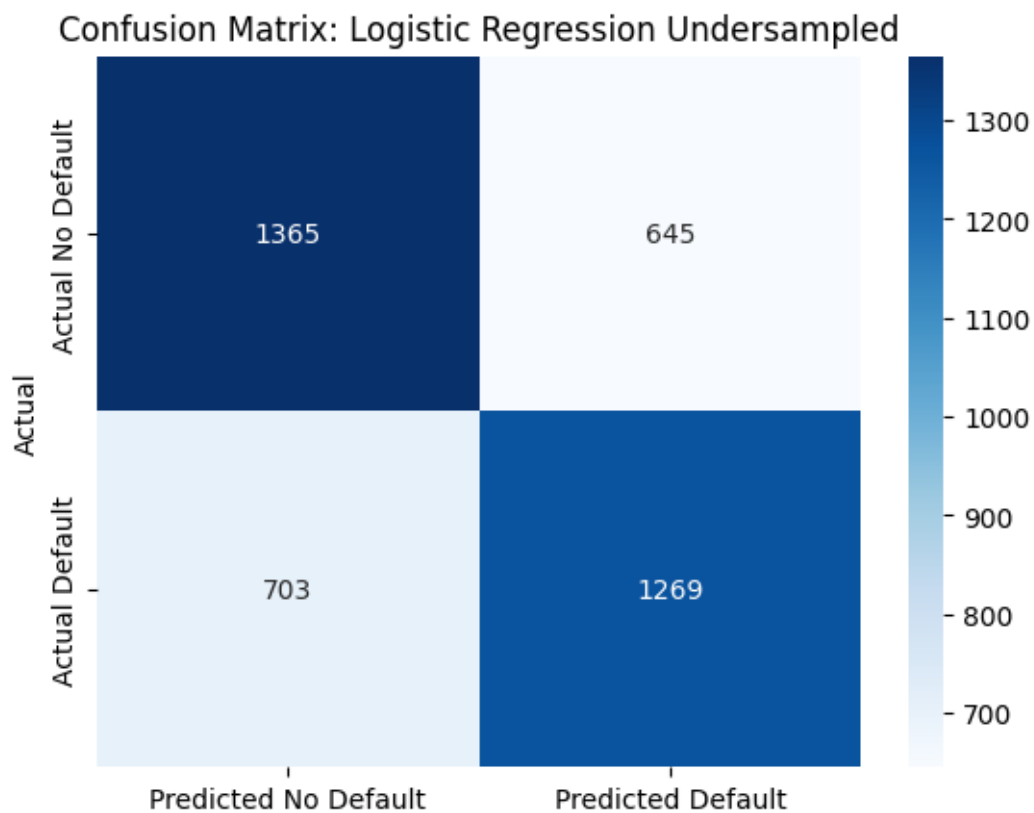 Confusion Matrix: Logistic Regression Undersampled
Actual
Actual No Default
Actual Default
1365
645
703
1269
Predicted No Default
Predicted Default
1300
1200
1100
1000
900
800
700